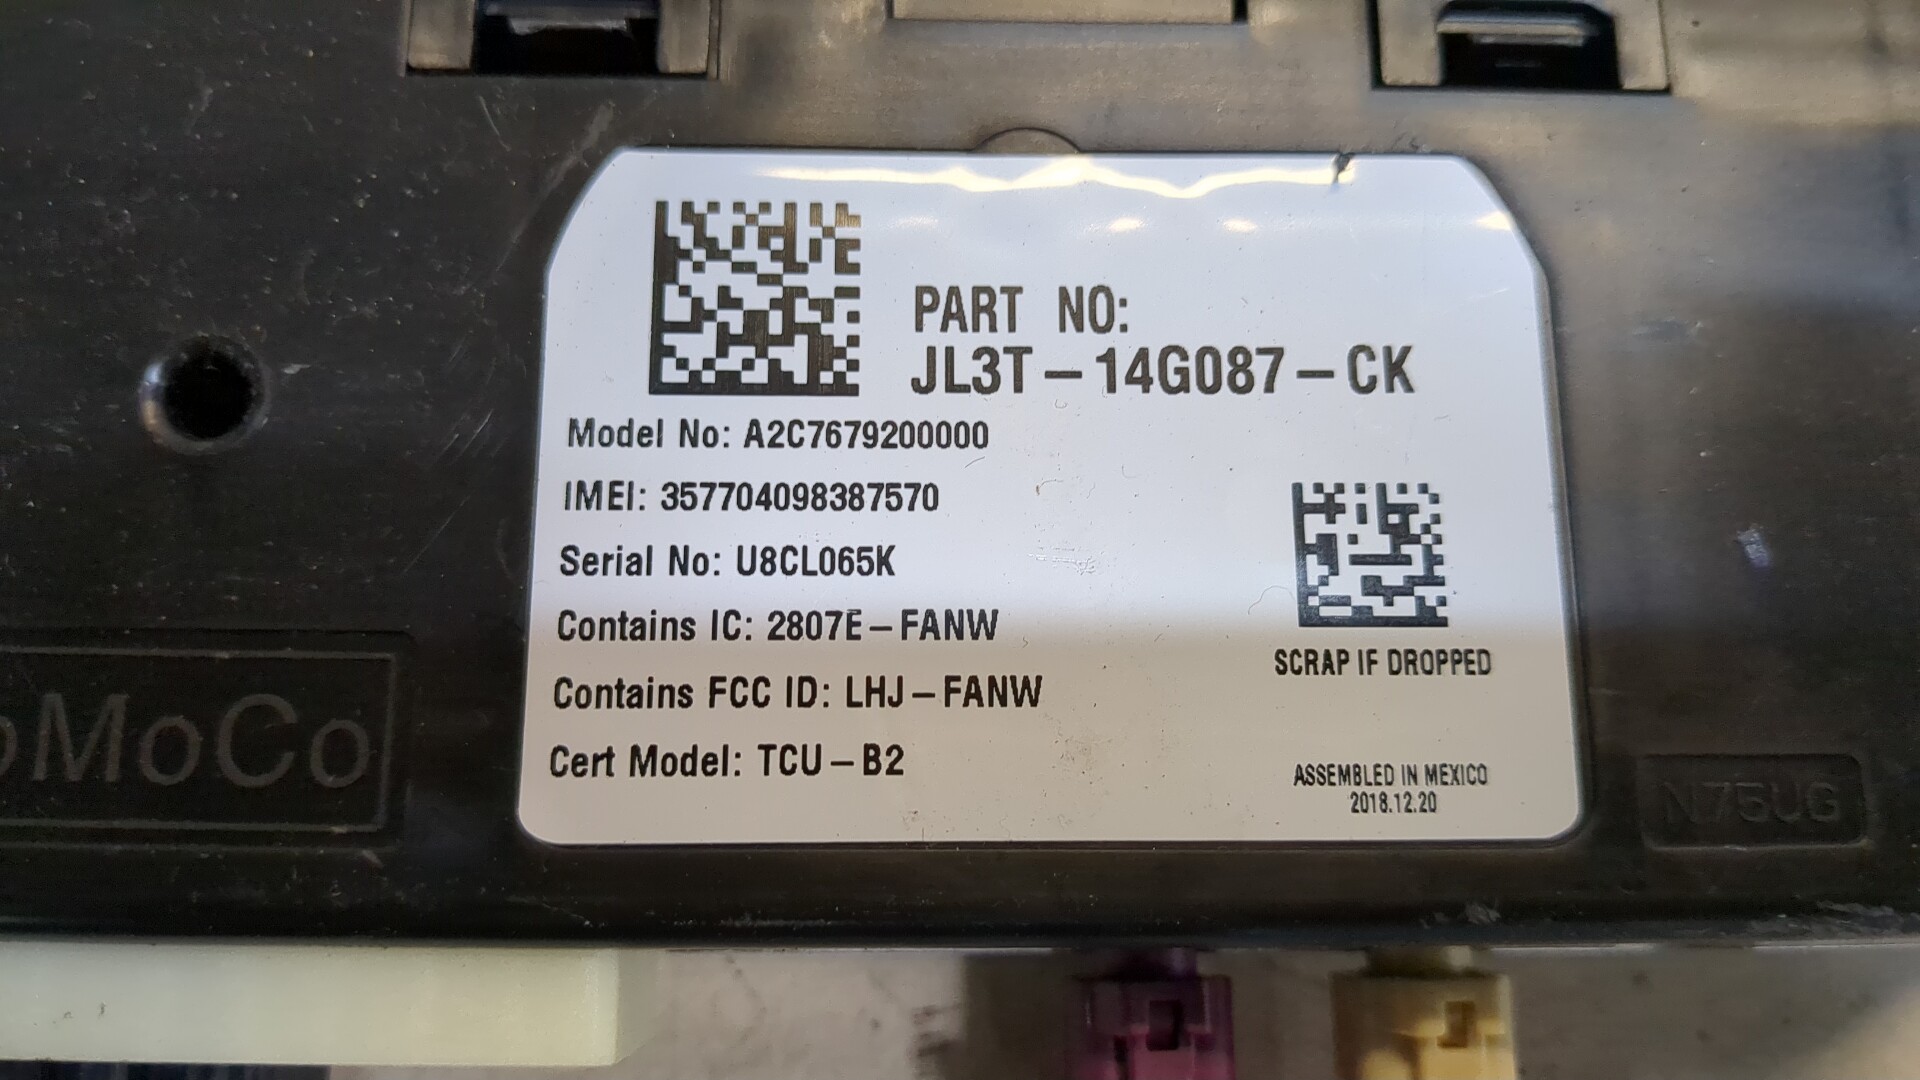 PART NO:
JL3T-14G087-CK
Model No: A2C7679200000
IMEI: 357704098387570
Serial No: U8CL065K
Contains IC: 2807E-FANW
Contains FCC ID: LHJ-FANW
Cert Model: TCU-B2
SCRAP IF DROPPED
ASSEMBLED IN MEXICO
2018.12.20
oMoCo
N75UG